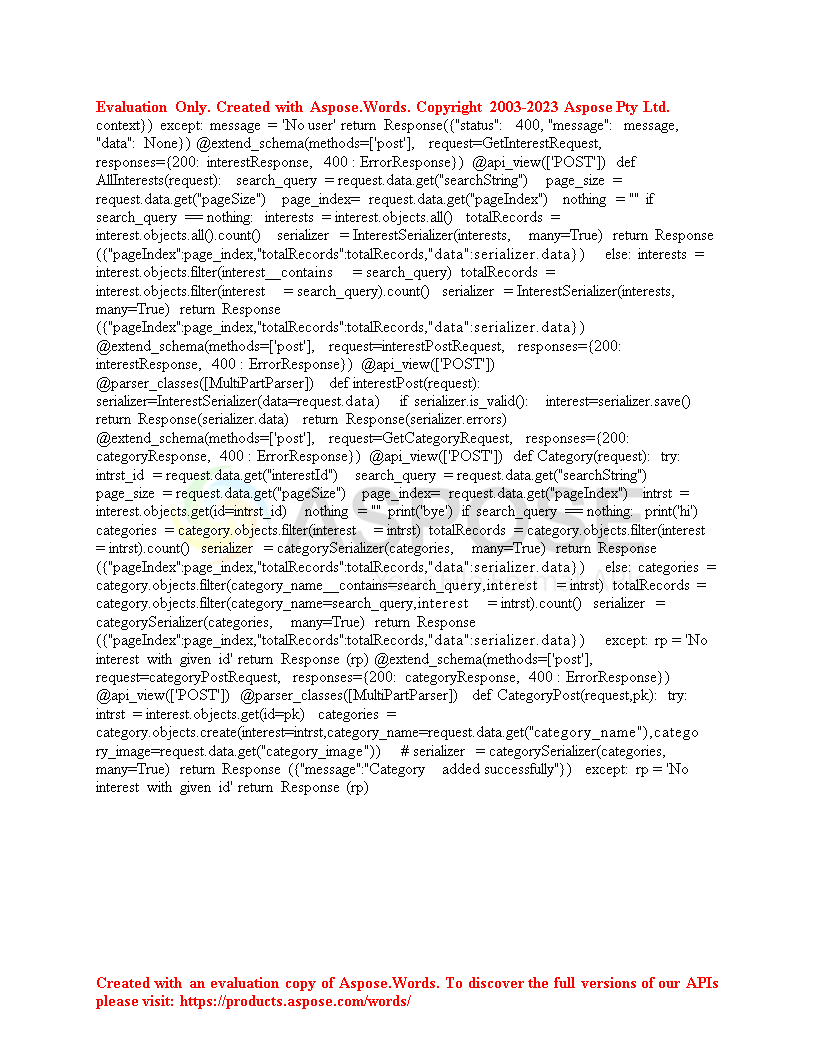 Evaluation Only. Created with Aspose.Words. Copyright 2003-2023 Aspose Pty Ltd.
context}) except: message = 'No user' return Response({"status": 400, "message": message,
"data": None}) @extend_schema(methods=['post'], request=GetInterestRequest,
responses={200: interestResponse, 400 : ErrorResponse}) @api_view(['POST']) def
AllInterests(request): search_query = request.data.get("searchString") page_size =
request.data.get("pageSize") page_index= request.data.get("pageIndex") nothing = "" if
search_query == nothing: interests = interest.objects.all() totalRecords =
interest.objects.all().count() serializer = InterestSerializer(interests, many=True) return Response
({"pageIndex":page_index,"totalRecords":totalRecords,"data":serializer.data}) else: interests =
interest.objects.filter(interest__contains = search_query) totalRecords =
interest.objects.filter(interest = search_query).count() serializer = InterestSerializer(interests,
many=True) return Response
({"pageIndex":page_index,"totalRecords":totalRecords,"data":serializer.data})
@extend_schema(methods=['post'], request=interestPostRequest, responses={200:
interestResponse, 400 : ErrorResponse}) @api_view(['POST'])
@parser_classes([MultiPartParser]) def interestPost(request):
serializer=InterestSerializer(data=request.data) if serializer.is_valid(): interest=serializer.save()
return Response(serializer.data) return Response(serializer.errors)
@extend_schema(methods=['post'], request=GetCategoryRequest, responses={200:
categoryResponse, 400 : ErrorResponse}) @api_view(['POST']) def Category(request): try:
intrst_id = request.data.get("interestId") search_query = request.data.get("searchString")
page_size = request.data.get("pageSize") page_index= request.data.get("pageIndex") intrst =
interest.objects.get(id=intrst_id) nothing = "" print('bye') if search_query == nothing: print('hi')
categories = category.objects.filter(interest = intrst) totalRecords = category.objects.filter(interest
= intrst).count() serializer = categorySerializer(categories, many=True) return Response
({"pageIndex":page_index,"totalRecords":totalRecords,"data":serializer.data}) else: categories =
category.objects.filter(category_name__contains=search_query,interest = intrst) totalRecords =
category.objects.filter(category_name=search_query,interest = intrst).count() serializer =
categorySerializer(categories, many=True) return Response
({"pageIndex":page_index,"totalRecords":totalRecords,"data":serializer.data}) except: rp = 'No
interest with given id' return Response (rp) @extend_schema(methods=['post'],
request=categoryPostRequest, responses={200: categoryResponse, 400 : ErrorResponse})
@api_view(['POST']) @parser_classes([MultiPartParser]) def CategoryPost(request,pk): try:
intrst = interest.objects.get(id=pk) categories =
category.objects.create(interest=intrst,category_name=request.data.get("category_name"),catego
ry_image=request.data.get("category_image")) # serializer = categorySerializer(categories,
many=True) return Response ({"message":"Category added successfully"}) except: rp = 'No
interest with given id' return Response (rp)
ASPOSE
Created with an evaluation copy of Aspose.Words. To discover the full versions of our APIs
please visit: https://products.aspose.com/words/